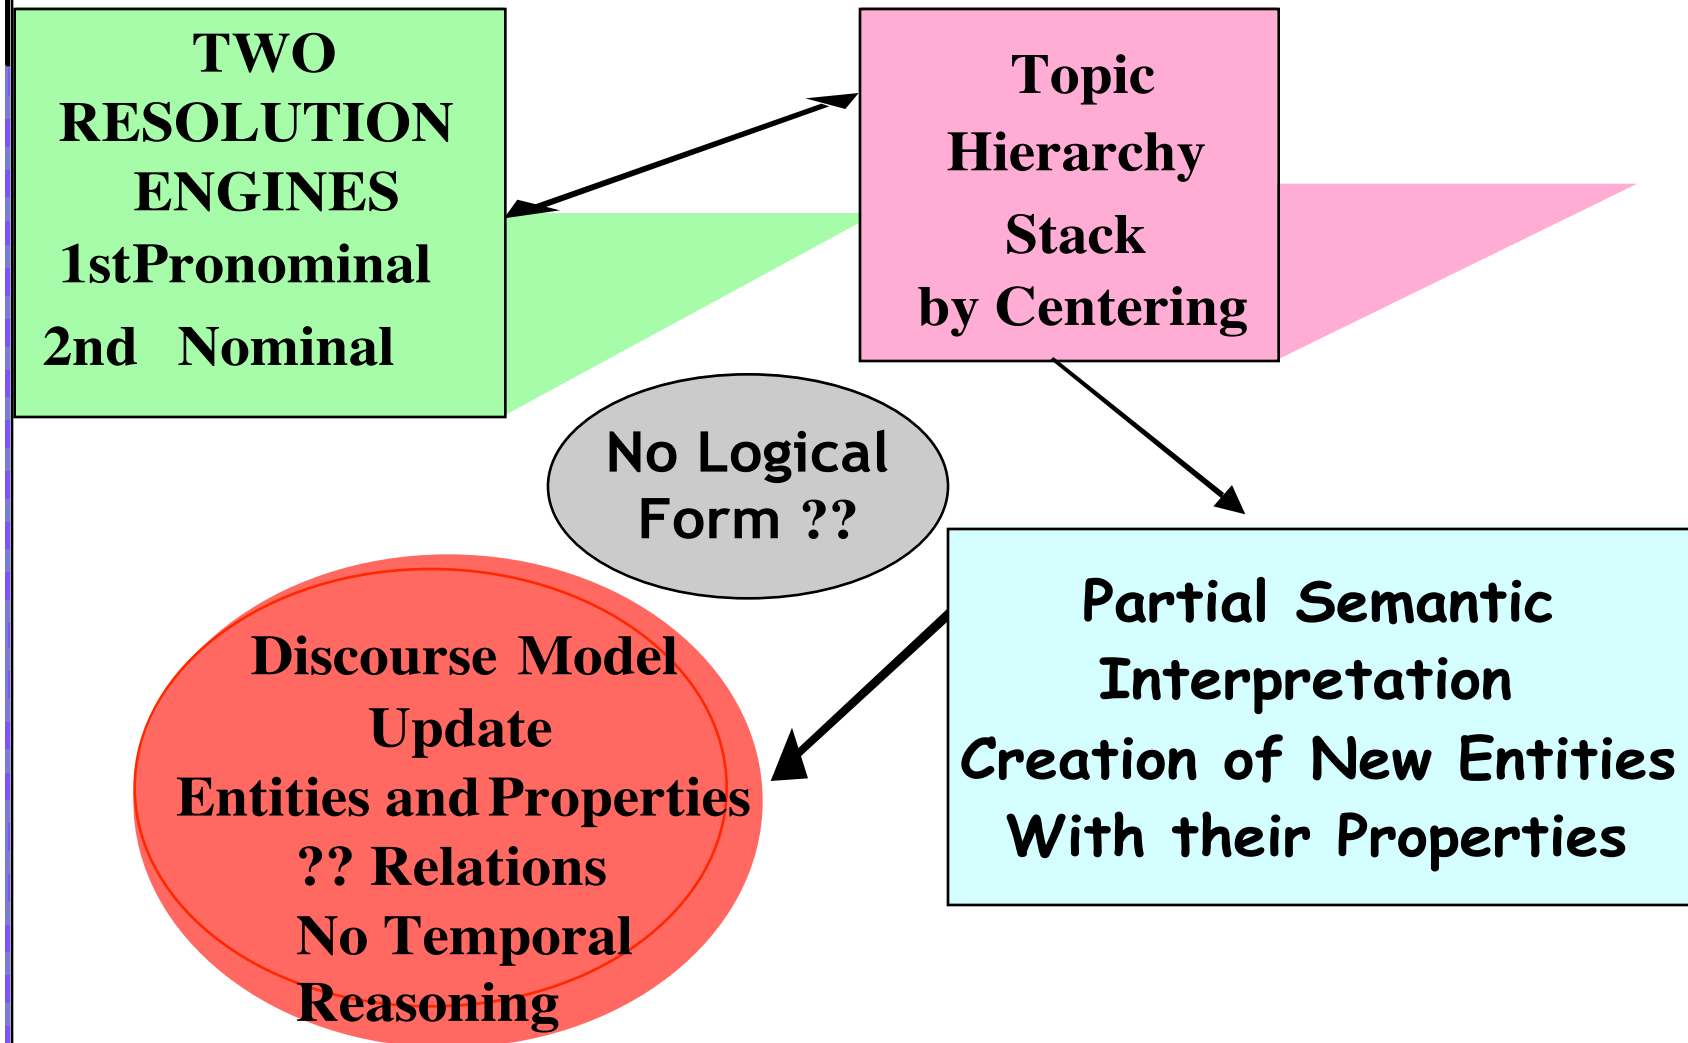 TWO
RESOLUTION
ENGINES
1stPronominal
2nd Nominal
Topic
Hierarchy
Stack
by Centering
No Logical
Form ??
Partial Semantic
Interpretation
Creation of New Entities
With their Properties
Discourse Model
Update
Entities and Properties
?? Relations
No Temporal
Reasoning